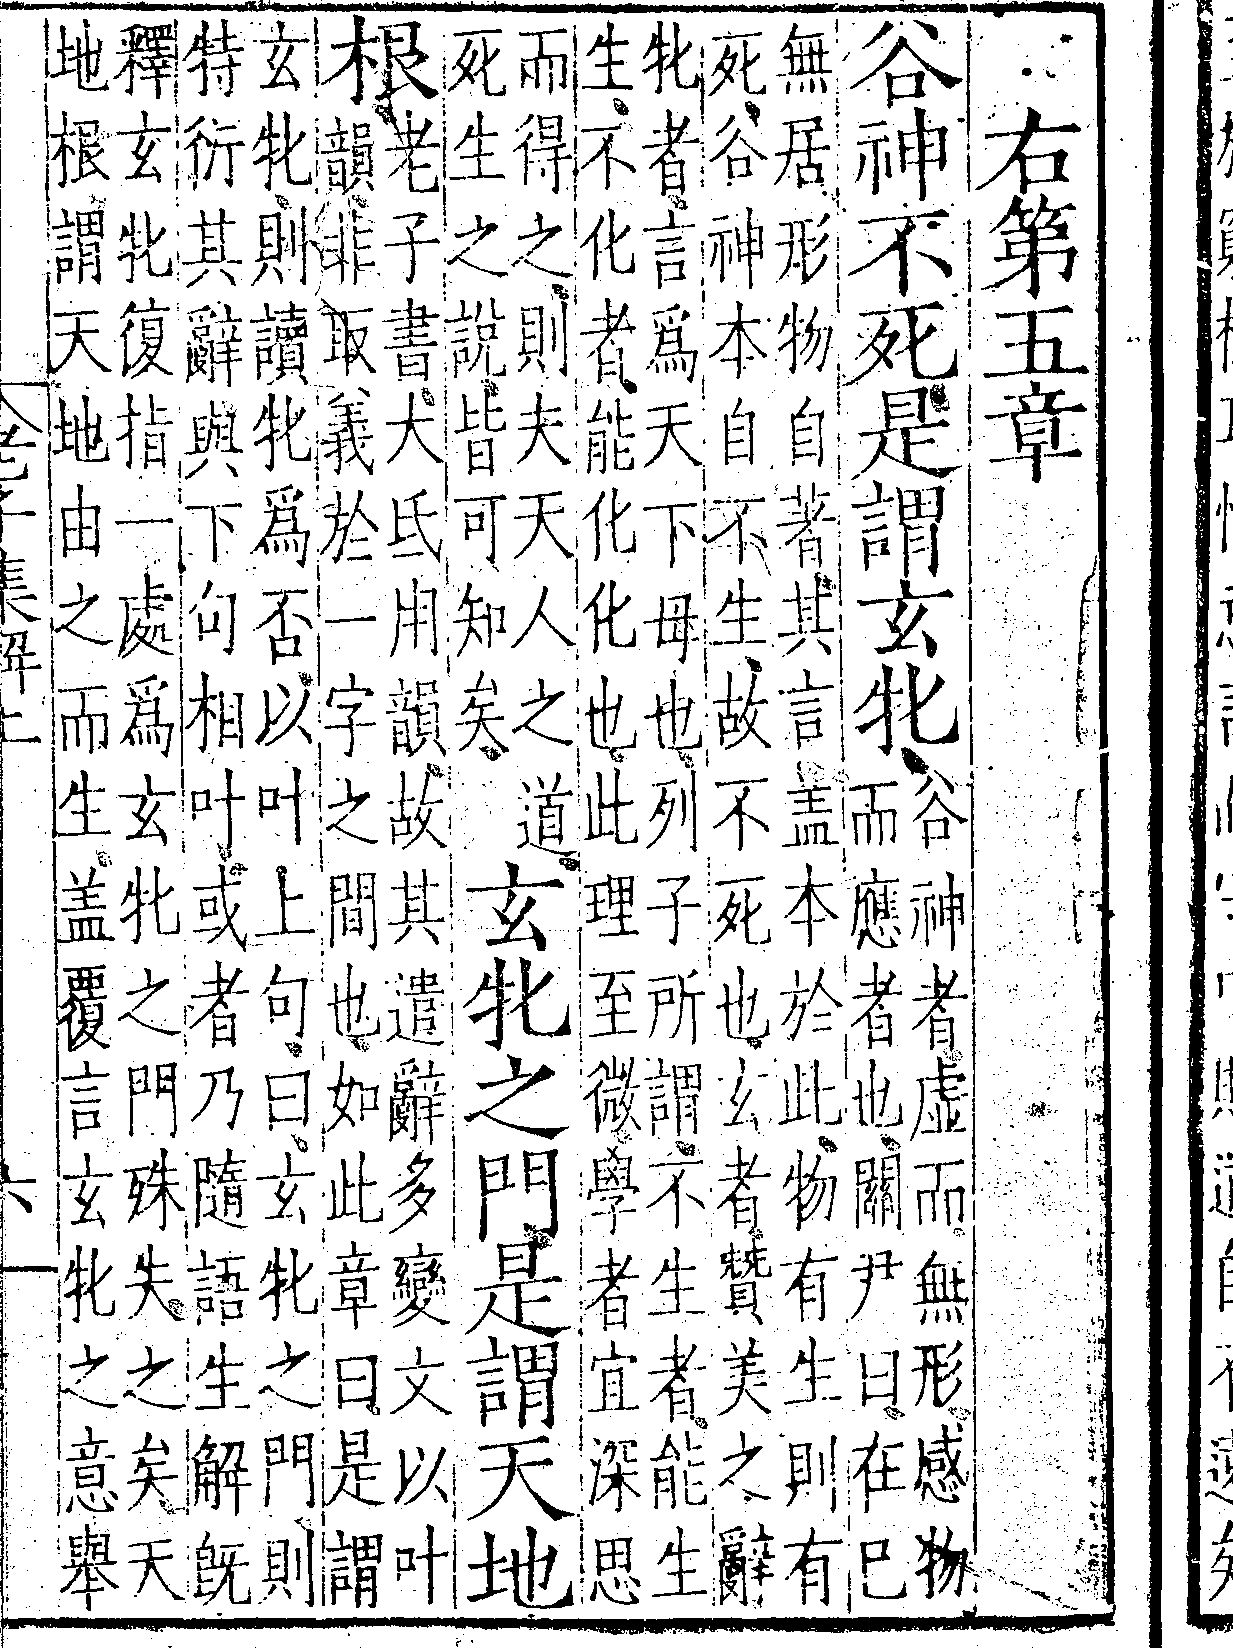 右第五章
谷神不死是謂玄牝谷神者虛而無形感物
而應者也關尹曰在已
無居形物自著其言盖本於此物有生則有
死谷神本自不生故不死也玄者贊美之辭
牝者言爲天下母也列子所謂不生者能生
生不化者能化化也此理至微學者宜深思
而得之則夫天人之道
死生之說皆可知矣
玄牝之門是謂天地
根老子書大氐用韻故其遣辭多變文以叶
韻非取義於一字之間也如此章曰是謂
玄牝則讀牝爲否以叶上句曰玄牝之門則
特衍其辭與下句相叶或者乃隨語生解旣
釋玄牝復指一處爲玄牝之門殊失之矣天
地根謂天地由之而生盖覆言玄牝之意舉
老子集解上
六